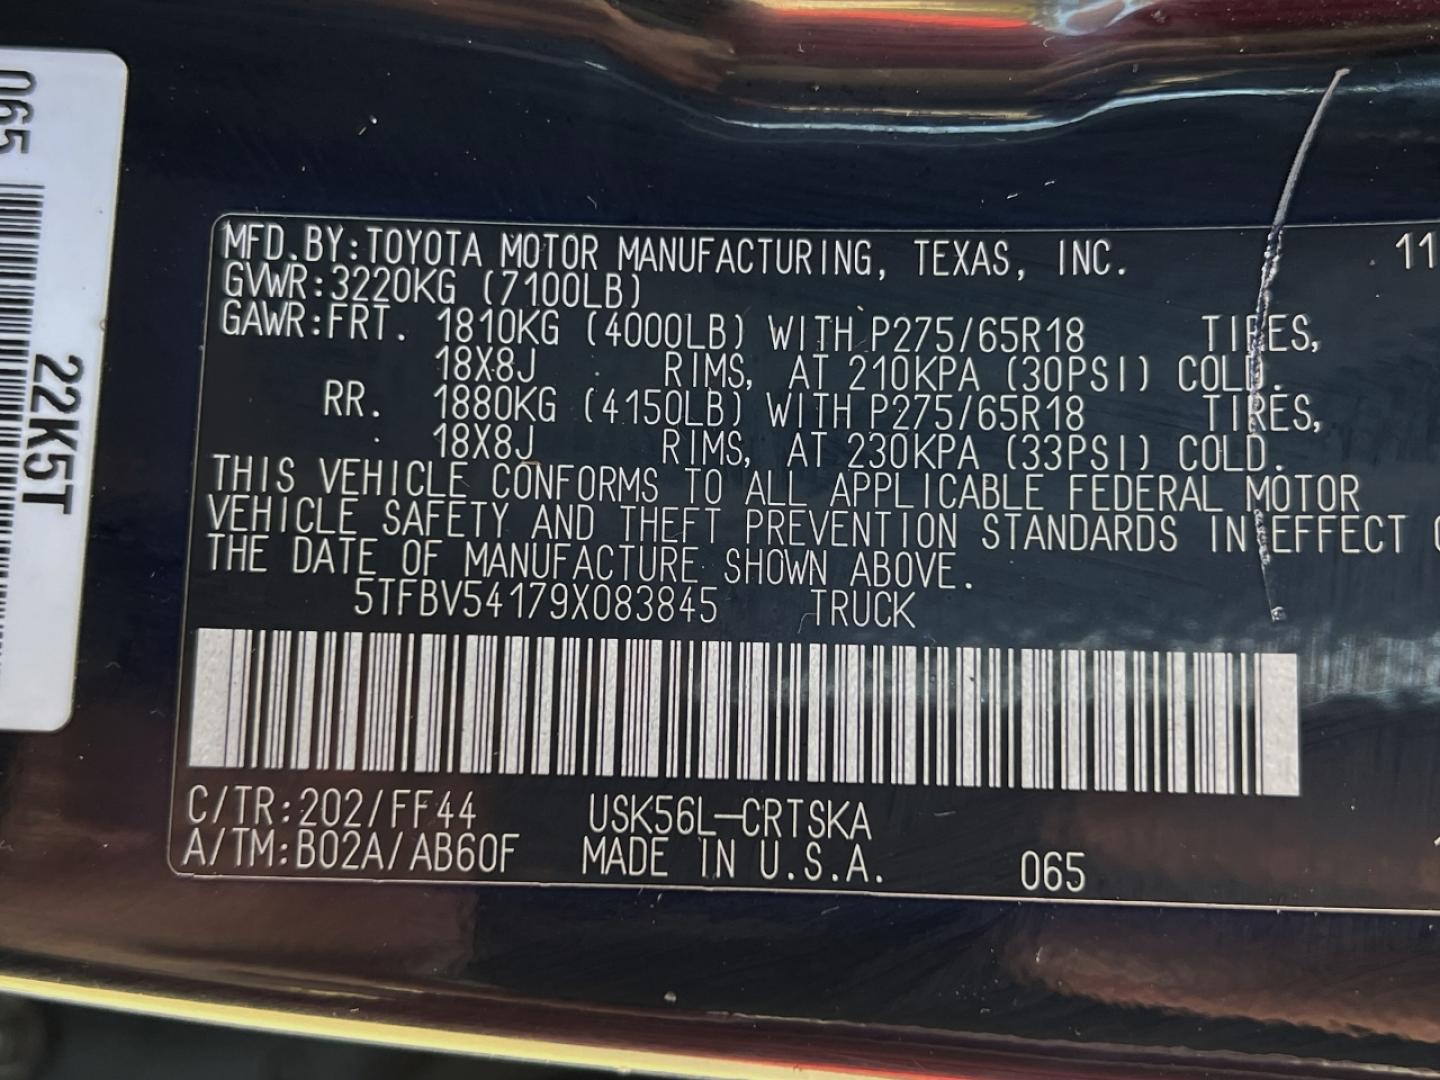 065
22K5T
MFD.BY:TOYOTA MOTOR MANUFACTURING, TEXAS, INC. 11
GVWR:3220KG (7100LB)
GAWR:FRT. 1810KG (4000LB) WITH P275/65R18 TIRES,
18X8J RIMS, AT 210KPA (30PSI) COLD.
RR. 1880KG (4150LB) WITH P275/65R18 TIRES,
18X8J RIMS, AT 230KPA (33PSI) COLD.
THIS VEHICLE CONFORMS TO ALL APPLICABLE FEDERAL MOTOR
VEHICLE SAFETY AND THEFT PREVENTION STANDARDS IN EFFECT
THE DATE OF MANUFACTURE SHOWN ABOVE.
5TFBV54179X083845 TRUCK
C/TR:202/FF44 USK56L-CRTSKA
A/TM:B02A/AB60F MADE IN U.S.A. 065